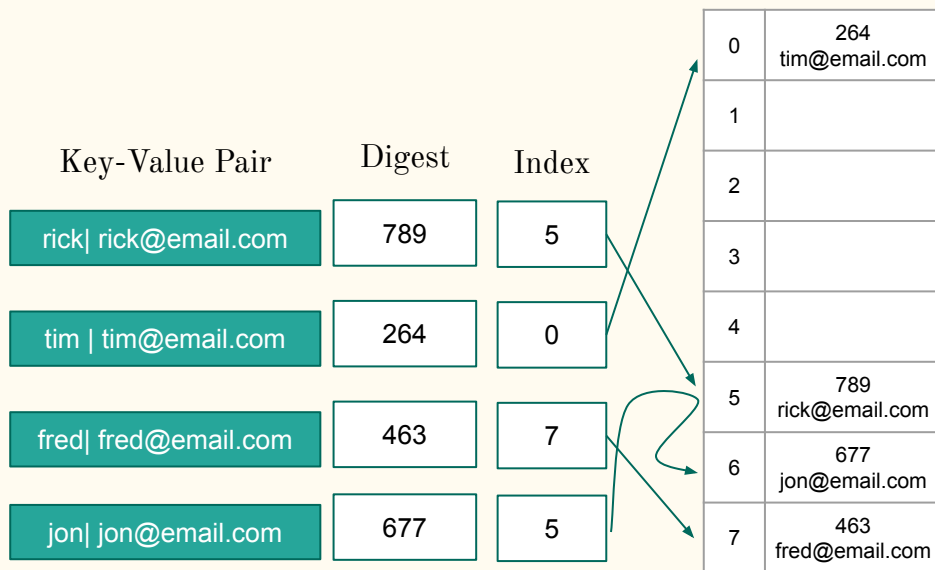 Key-Value Pair
Digest
Index
rick| rick@email.com
789
5
tim | tim@email.com
264
0
fred| fred@email.com
463
7
jon| jon@email.com
677
5
0
264
tim@email.com
1
2
3
4
5
789
rick@email.com
6
677
jon@email.com
7
463
fred@email.com